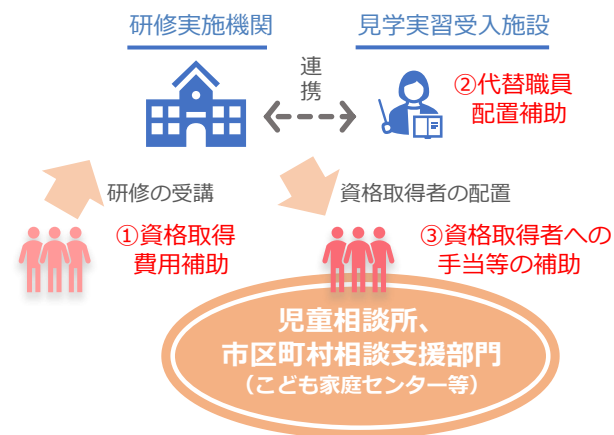 研修実施機関
見学実習受入施設
連
携
②代替職員
配置補助
研修の受講
資格取得者の配置
①資格取得
費用補助
③資格取得者への
手当等の補助
児童相談所、
市区町村相談支援部門
（こども家庭センター等）